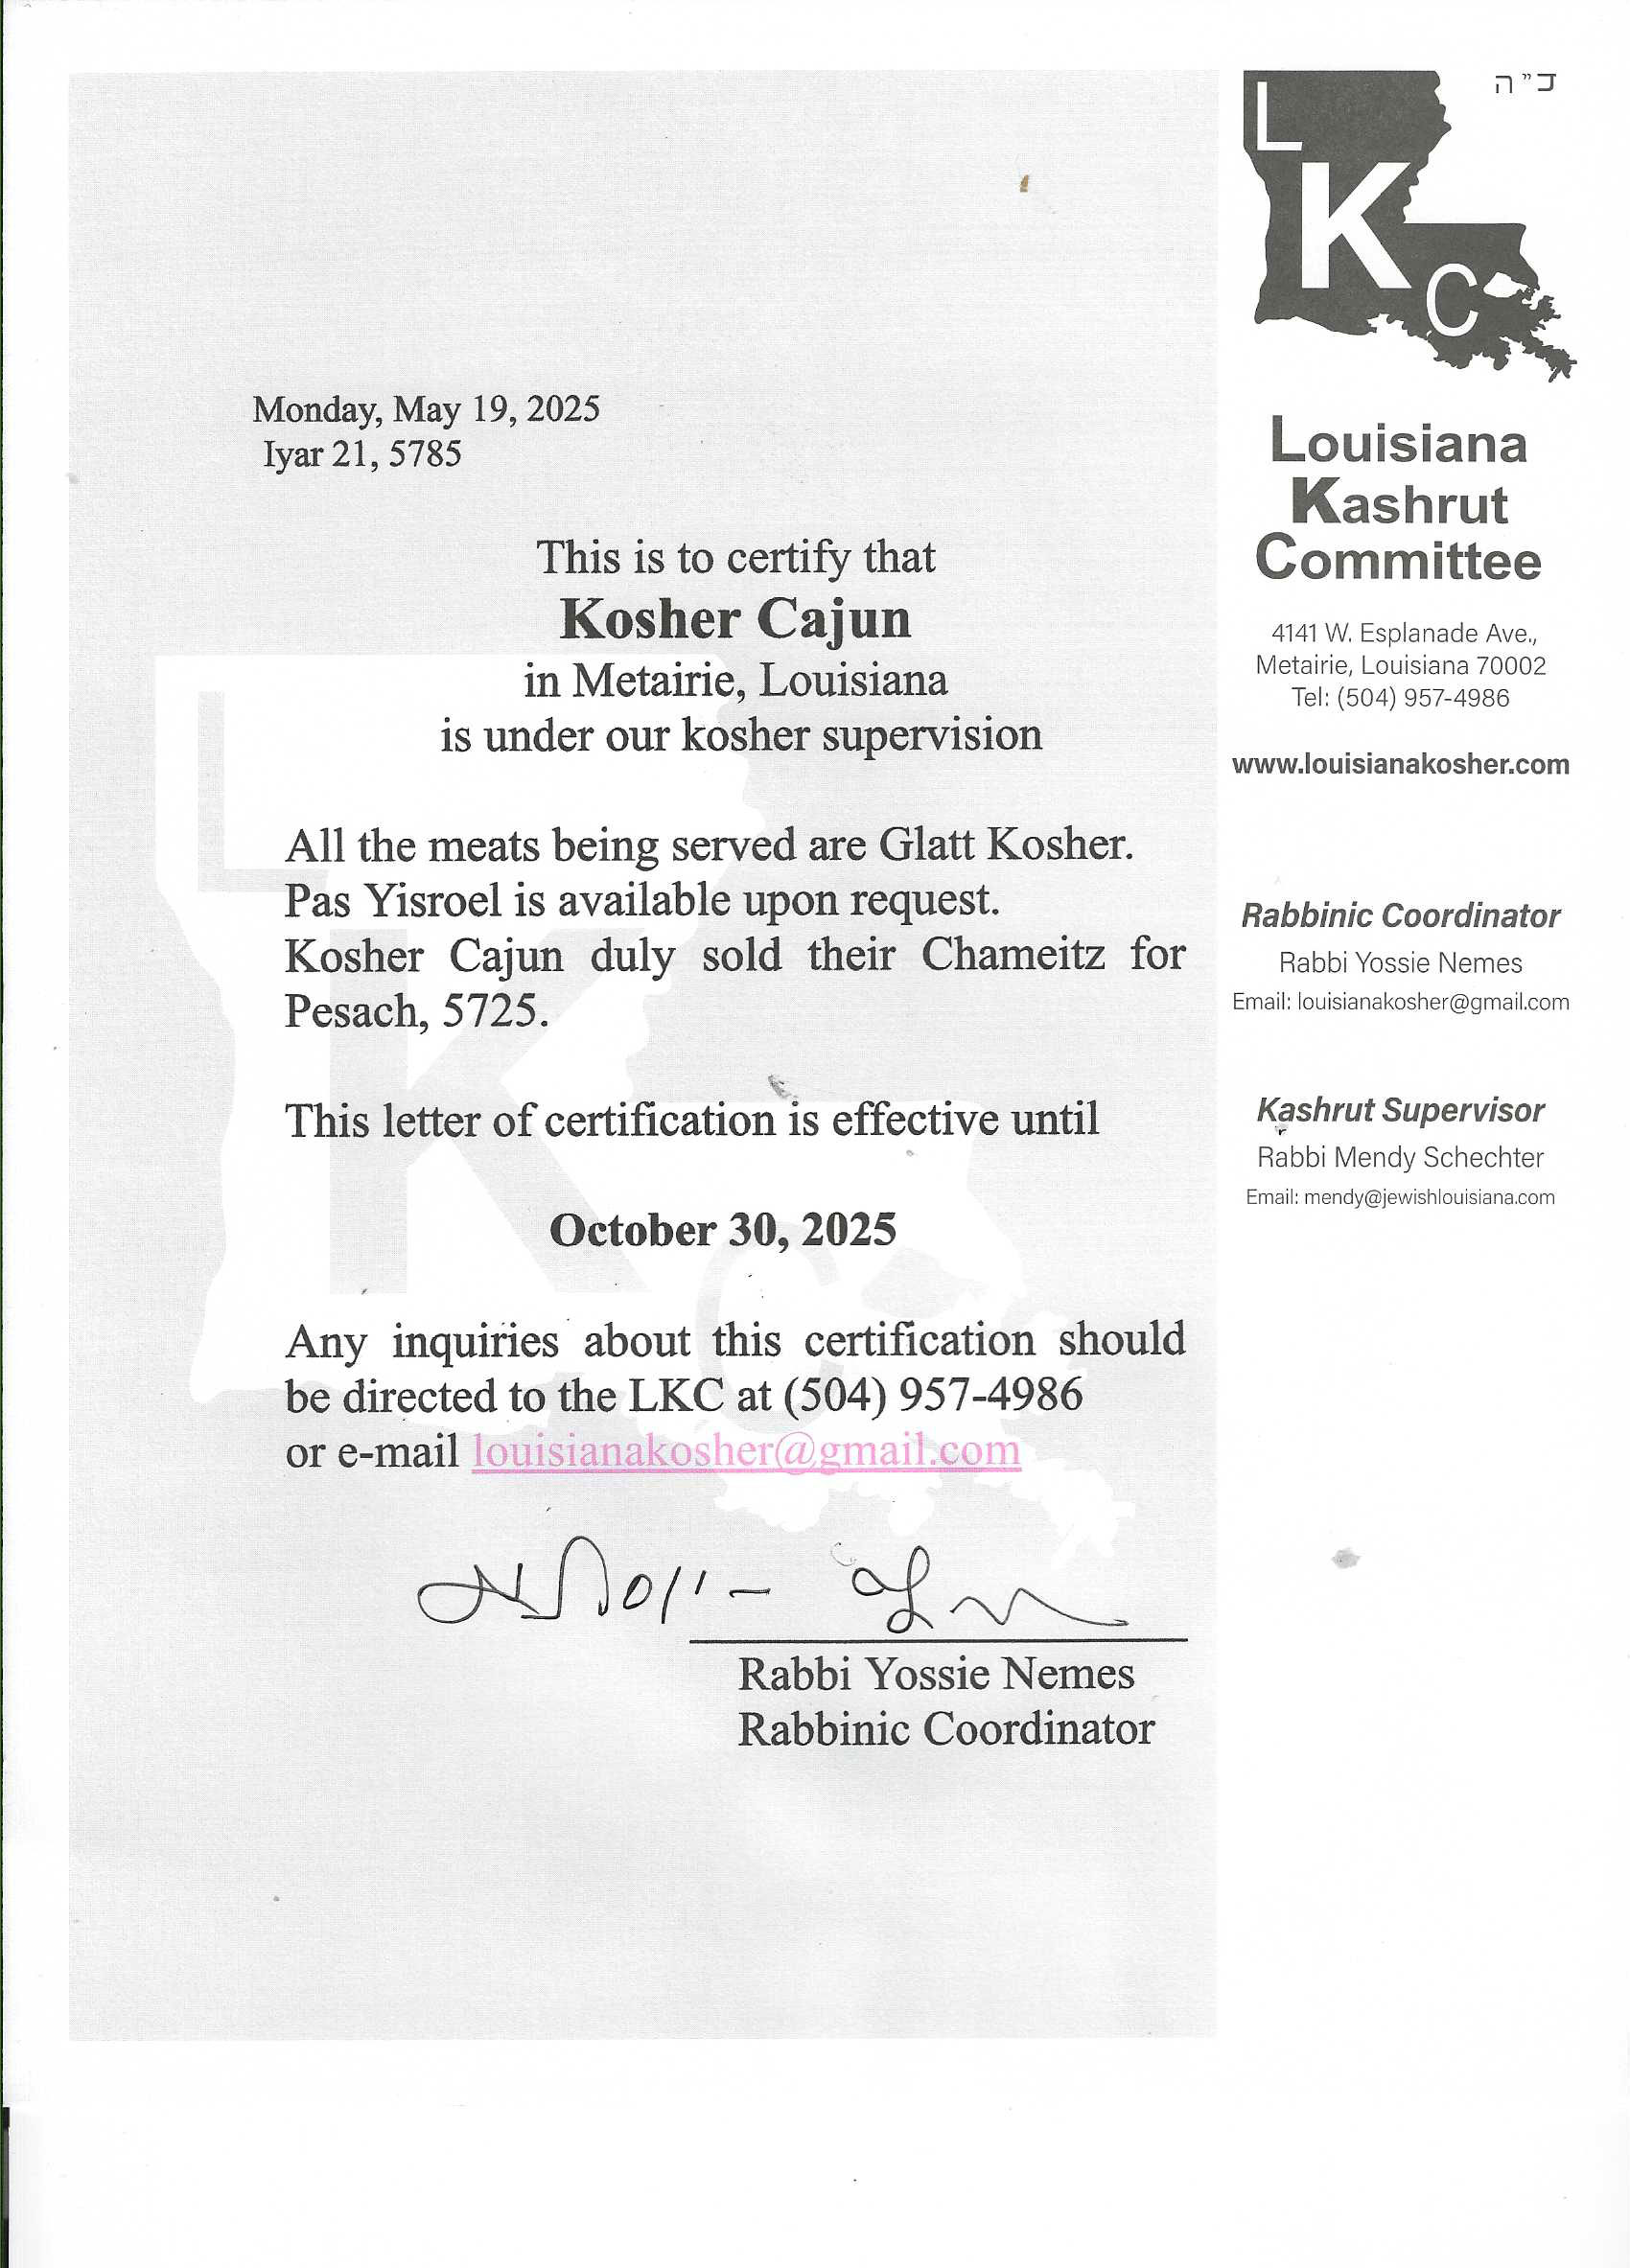 Monday, May 19, 2025
Iyar 21, 5785
This is to certify that
Kosher Cajun
in Metairie, Louisiana
is under our kosher supervision
All the meats being served are Glatt Kosher.
Pas Yisroel is available upon request.
Kosher Cajun duly sold their Chameitz for
Pesach, 5725.
This letter of certification is effective until
October 30, 2025
Any inquiries about this certification should
be directed to the LKC at (504) 957-4986
or e-mail louisianakosher@gmail.com
Rabbi Yossie Nemes
Rabbinic Coordinator
ב"ה
L
K
C
Louisiana
Kashrut
Committee
4141 W. Esplanade Ave.,
Metairie, Louisiana 70002
Tel: (504) 957-4986
www.louisianakosher.com
Rabbinic Coordinator
Rabbi Yossie Nemes
Email: louisianakosher@gmail.com
Kashrut Supervisor
Rabbi Mendy Schechter
Email: mendy@jewishlouisiana.com
L
K
C